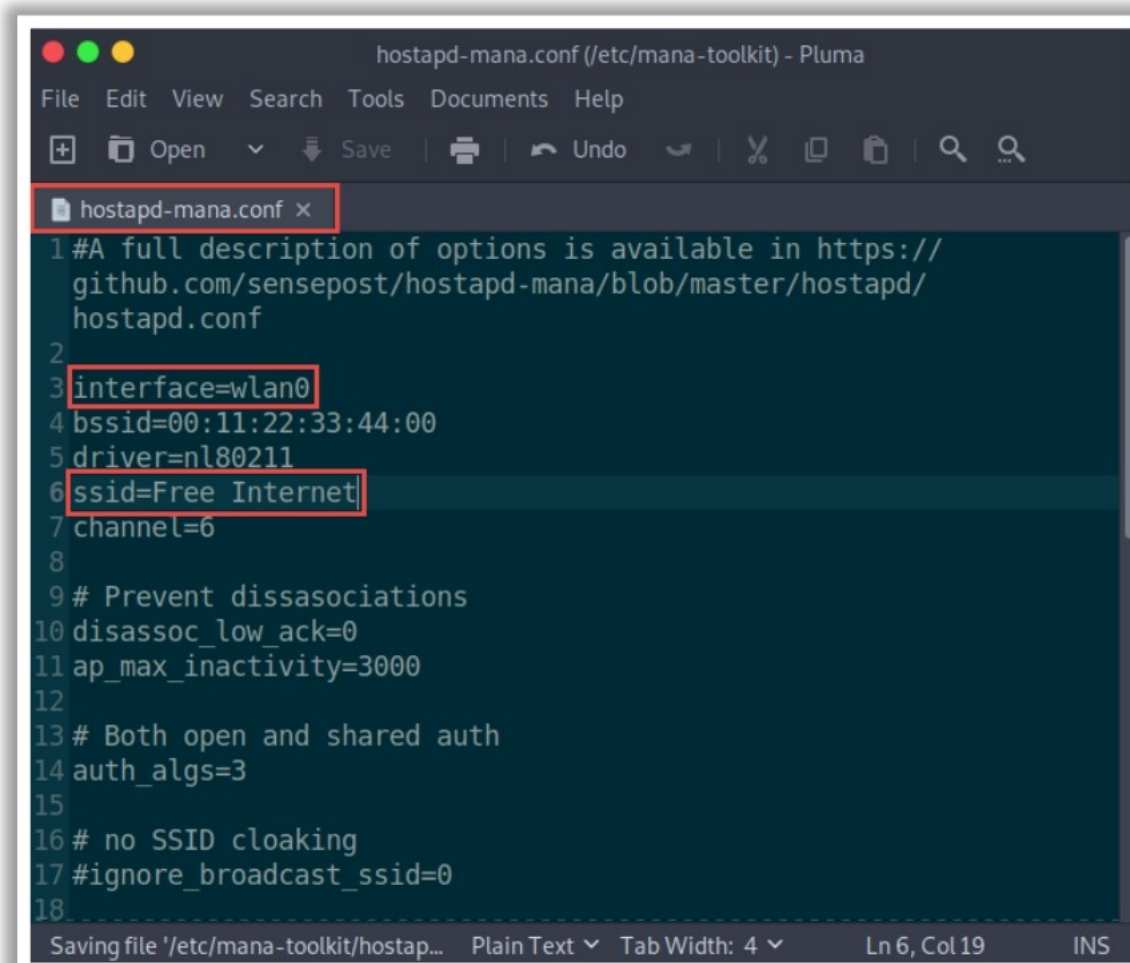 hostapd-mana.conf (/etc/mana-toolkit) - Pluma
File Edit View Search Tools Documents Help
Open Save Undo
hostapd-mana.conf ×
1 #A full description of options is available in https://
github.com/sensepost/hostapd-mana/blob/master/hostapd/
hostapd.conf
2
3 interface=wlan0
4 bssid=00:11:22:33:44:00
5 driver=nl80211
6 ssid=Free Internet
7 channel=6
8
9 # Prevent dissasociations
10 disassoc_low_ack=0
11 ap_max_inactivity=3000
12
13 # Both open and shared auth
14 auth_algs=3
15
16 # no SSID cloaking
17 #ignore_broadcast_ssid=0
18
Saving file '/etc/mana-toolkit/hostap... Plain Text Tab Width: 4 Ln 6, Col 19 INS